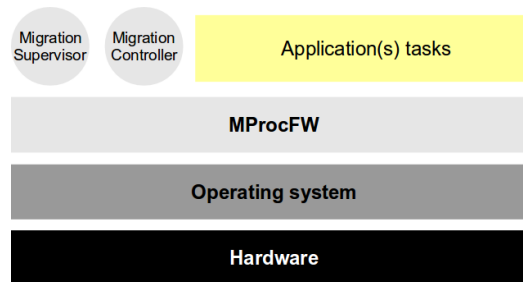 Migration
Supervisor
Migration
Controller
Application(s) tasks
MProcFW
Operating system
Hardware